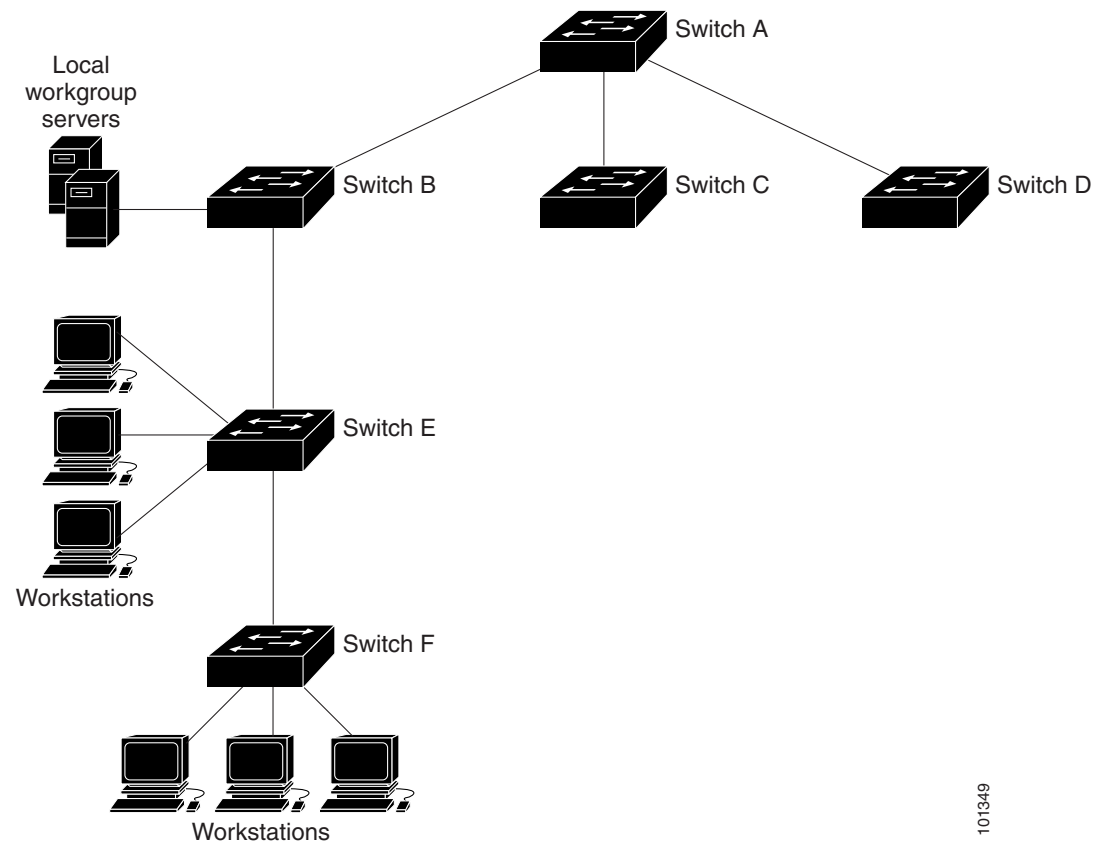 Switch A
Local
workgroup
servers
Switch B
Switch C
Switch D
Switch E
Workstations
Switch F
Workstations
101349